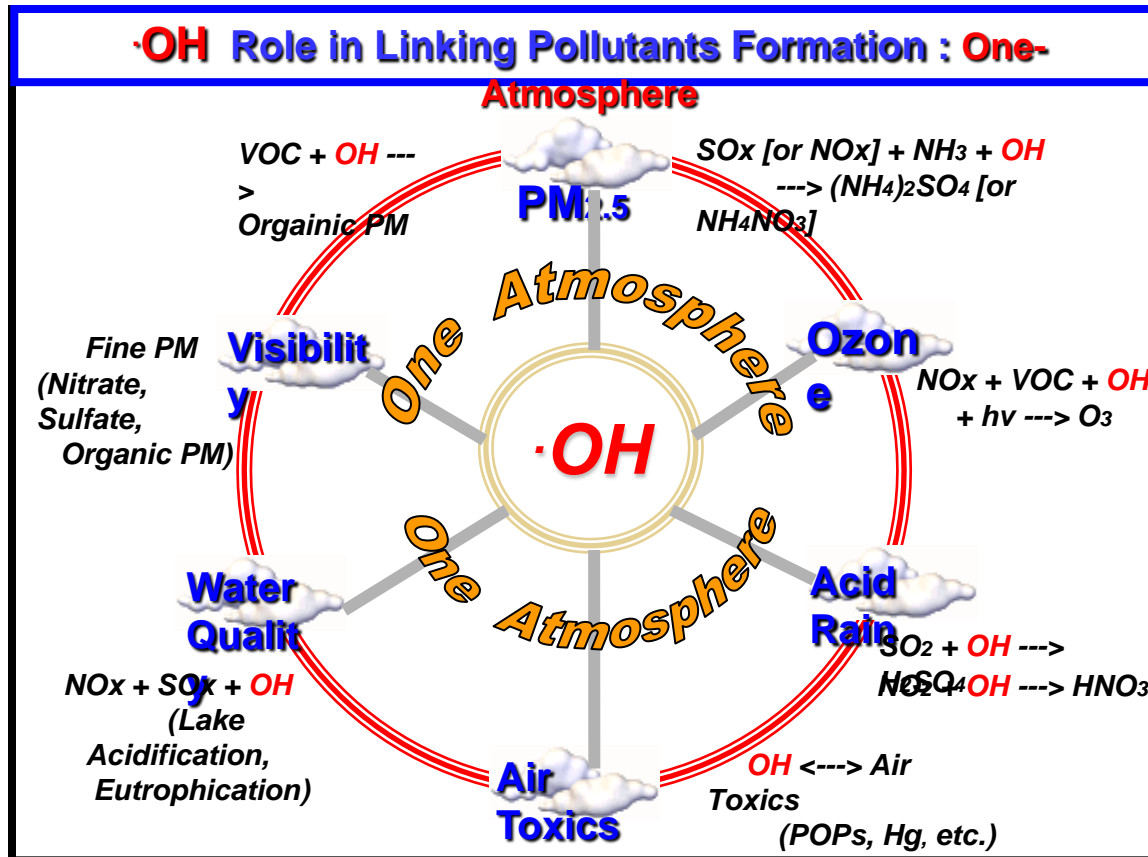 ·OH Role in Linking Pollutants Formation : One-
Atmosphere
VOC + OH ---
>
Orgainic PM
SOx [or NOx] + NH3 + OH
---> (NH4)2SO4 [or
NH4NO3]
PM2.5
One Atmosphere
Visibilit
y
Fine PM
(Nitrate,
Sulfate,
Organic PM)
Ozon
e
NOx + VOC + OH
+ hv ---> O3
·OH
One Atmosphere
Water
Qualit
y
NOx + SOx + OH
(Lake
Acidification,
Eutrophication)
Acid
Rain
SO2 + OH --->
H2SO4
NO2 + OH ---> HNO3
Air
Toxics
OH <---> Air
Toxics
(POPs, Hg, etc.)